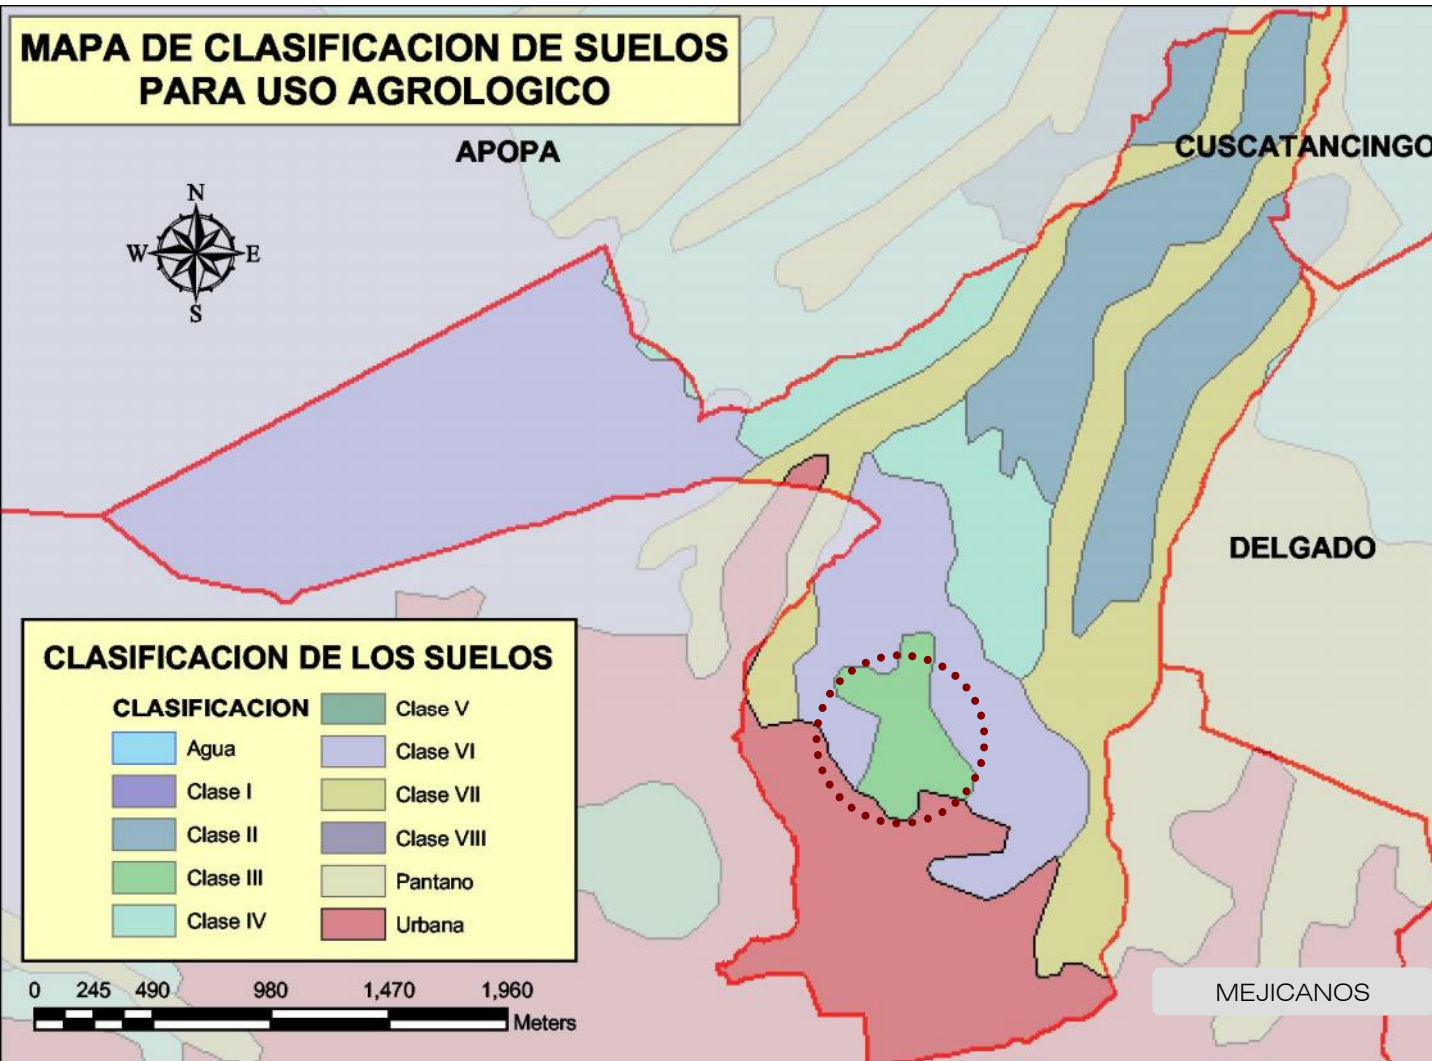 MAPA DE CLASIFICACION DE SUELOS
PARA USO AGROLOGICO
APOPA
CUSCATANCINGO
N
W
E
S
DELGADO
CLASIFICACION DE LOS SUELOS
CLASIFICACION
Agua
Clase I
Clase II
Clase III
Clase IV
Clase V
Clase VI
Clase VII
Clase VIII
Pantano
Urbana
0 245 490 980 1,470 1,960
Meters
MEJICANOS